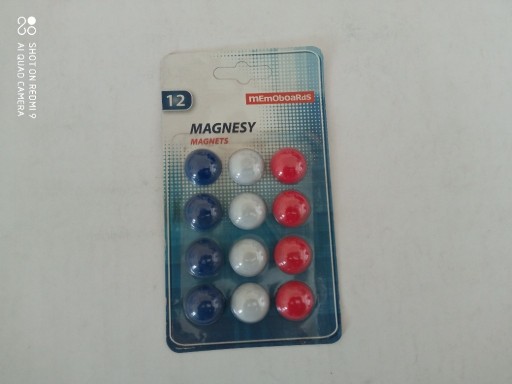 SHOT ON REDMI 9
AI QUAD CAMERA
12
mEmOboaRdS
MAGNESY
MAGNETS